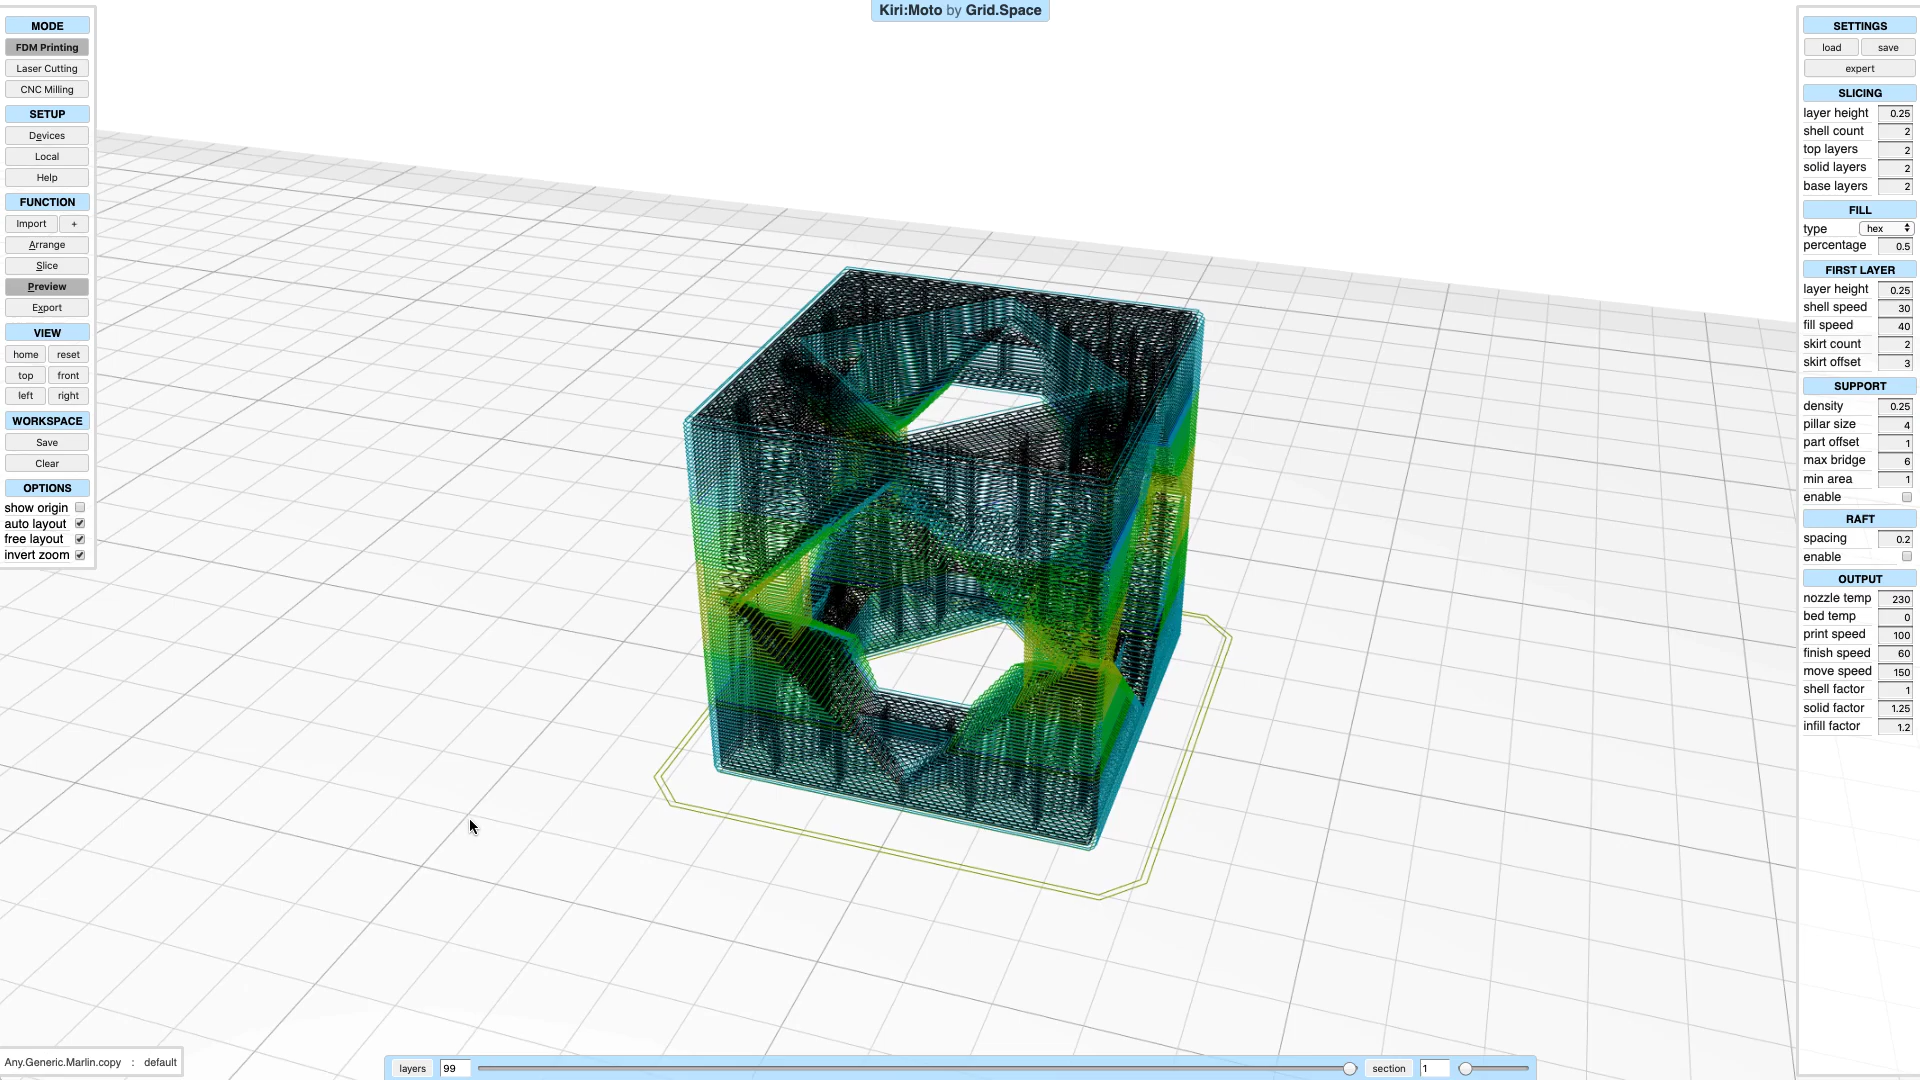 Kiri:Moto by Grid.Space
MODE
FDM Printing
Laser Cutting
CNC Milling
SETUP
Devices
Local
Help
FUNCTION
Import +
Arrange
Slice
Preview
Export
VIEW
home reset
top front
left right
WORKSPACE
Save
Clear
OPTIONS
show origin
auto layout
free layout
invert zoom
SETTINGS
load save
expert
SLICING
layer height 0.25
shell count 2
top layers 2
solid layers 2
base layers 2
FILL
type hex
percentage 0.5
FIRST LAYER
layer height 0.25
shell speed 30
fill speed 40
skirt count 2
skirt offset 3
SUPPORT
density 0.25
pillar size 4
part offset 1
max bridge 6
min area 1
enable
RAFT
spacing 0.2
enable
OUTPUT
nozzle temp 230
bed temp 0
print speed 100
finish speed 60
move speed 150
shell factor 1
solid factor 1.25
infill factor 1.2
Any.Generic.Marlin.copy : default
layers 99 section 1